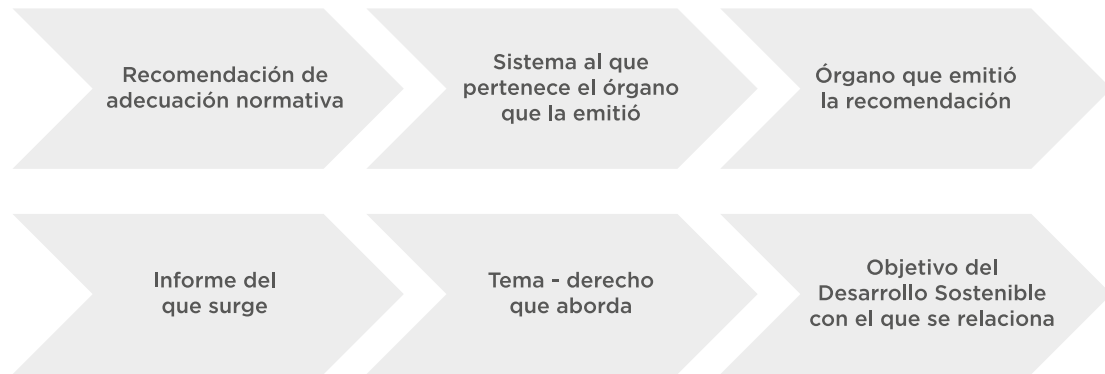 Recomendación de
adecuación normativa
Sistema al que
pertenece el órgano
que la emitió
Órgano que emitió
la recomendación
Informe del
que surge
Tema - derecho
que aborda
Objetivo del
Desarrollo Sostenible
con el que se relaciona